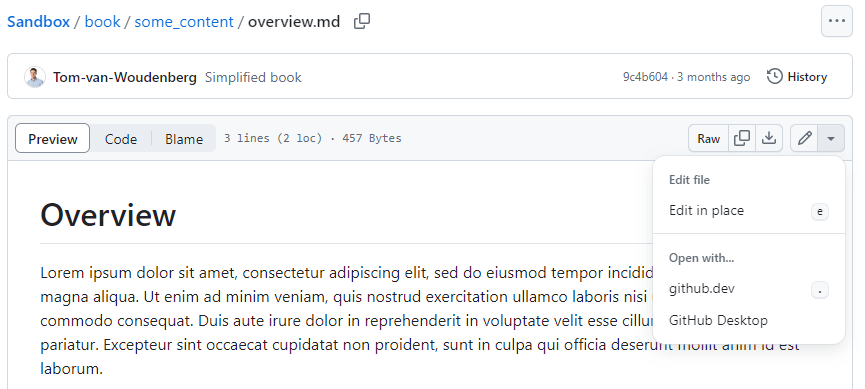 Sandbox / book / some_content / overview.md
Tom-van-Woudenberg Simplified book 9c4b604 · 3 months ago History
Preview Code Blame 3 lines (2 loc) · 457 Bytes Raw
Edit file
Edit in place e
Open with...
github.dev .
GitHub Desktop
Overview
Lorem ipsum dolor sit amet, consectetur adipiscing elit, sed do eiusmod tempor incidid
magna aliqua. Ut enim ad minim veniam, quis nostrud exercitation ullamco laboris nisi
commodo consequat. Duis aute irure dolor in reprehenderit in voluptate velit esse cillu
pariatur. Excepteur sint occaecat cupidatat non proident, sunt in culpa qui officia deserunt mollit anim id est
laborum.